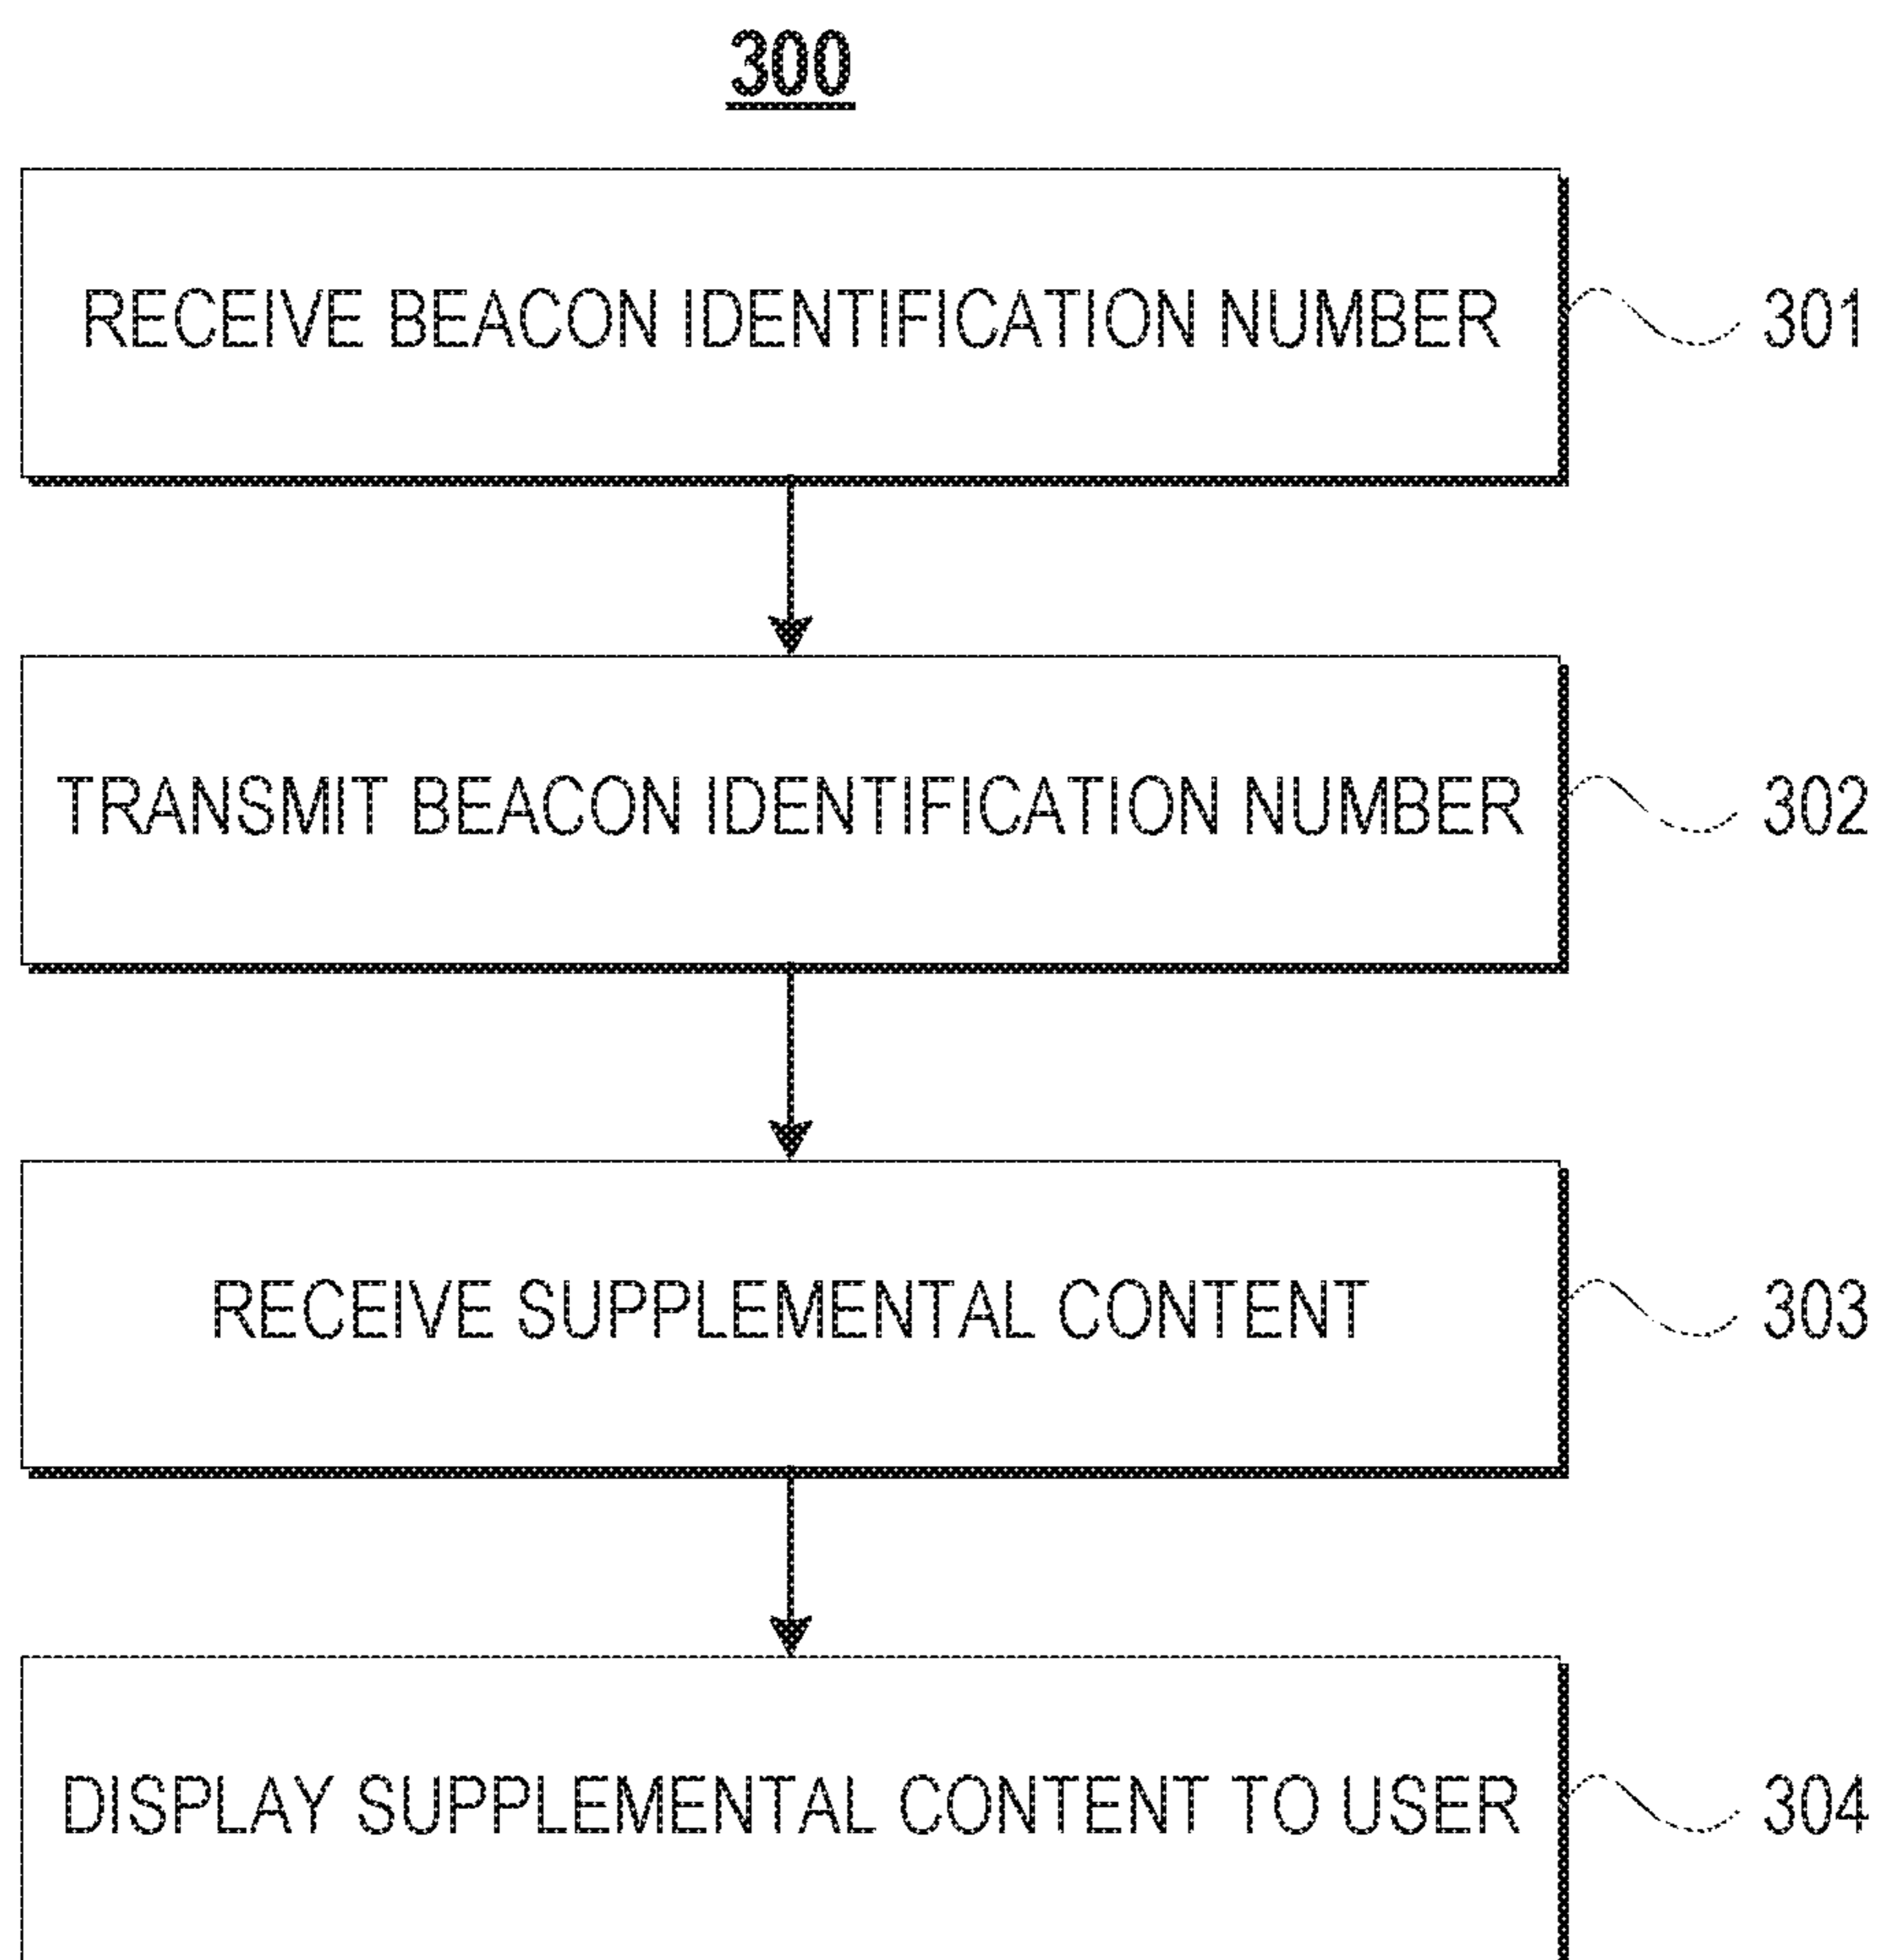 300
RECEIVE BEACON IDENTIFICATION NUMBER
301
TRANSMIT BEACON IDENTIFICATION NUMBER
302
RECEIVE SUPPLEMENTAL CONTENT
303
DISPLAY SUPPLEMENTAL CONTENT TO USER
304